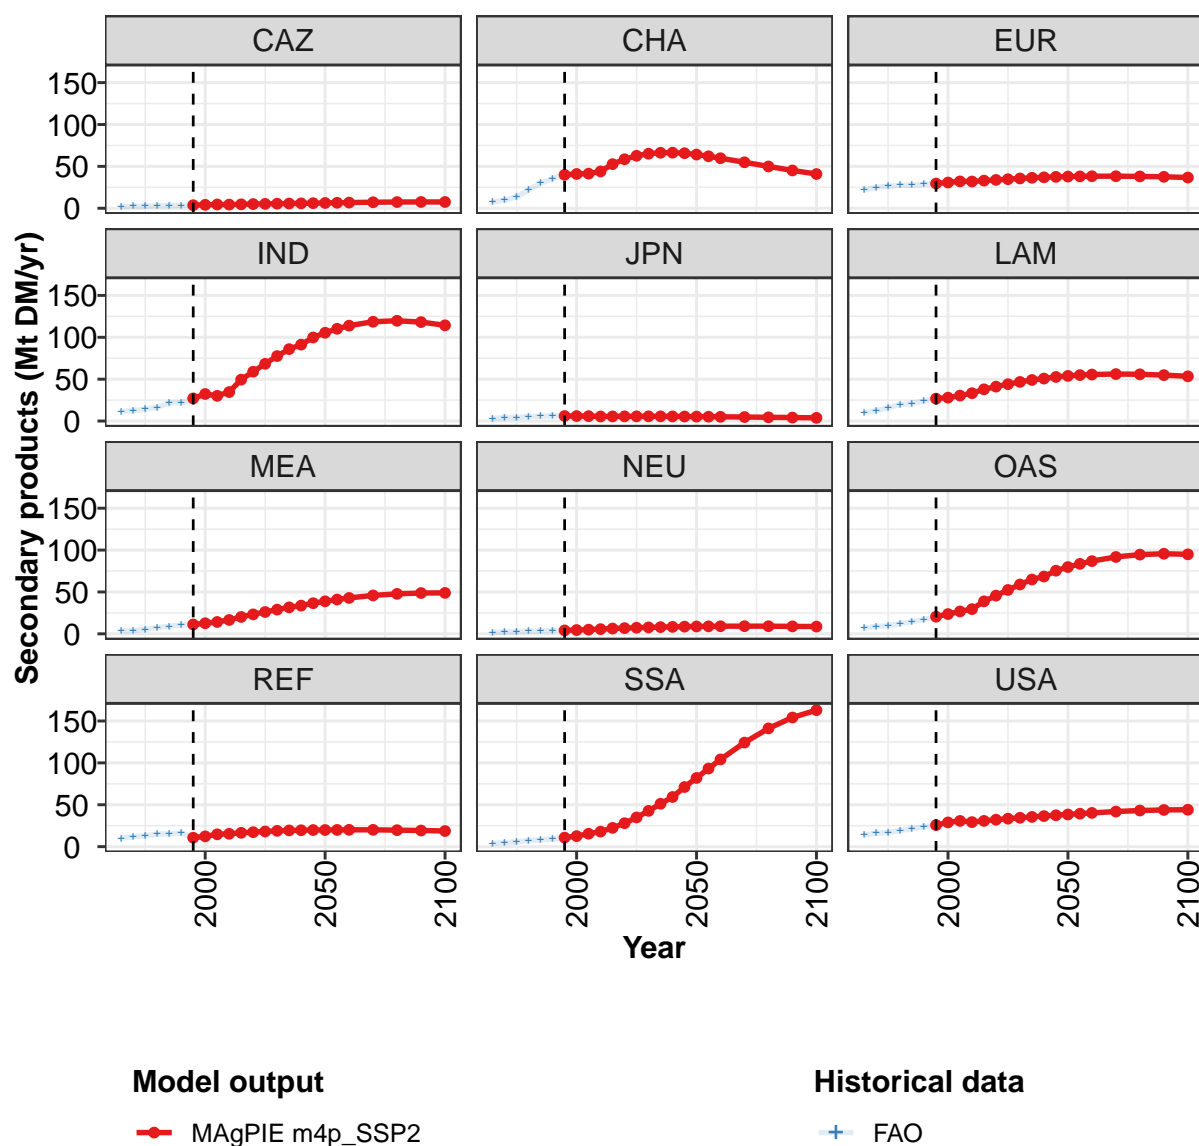 CAZ CHA EUR
150
100
50
0
IND JPN LAM
150
100
50
0
MEA NEU OAS
150
100
50
0
REF SSA USA
150
100
50
0
2000 2050 2100 2000 2050 2100 2000 2050 2100
Secondary products (Mt DM/yr)
Year
Model output Historical data
MAgPIE m4p_SSP2 FAO